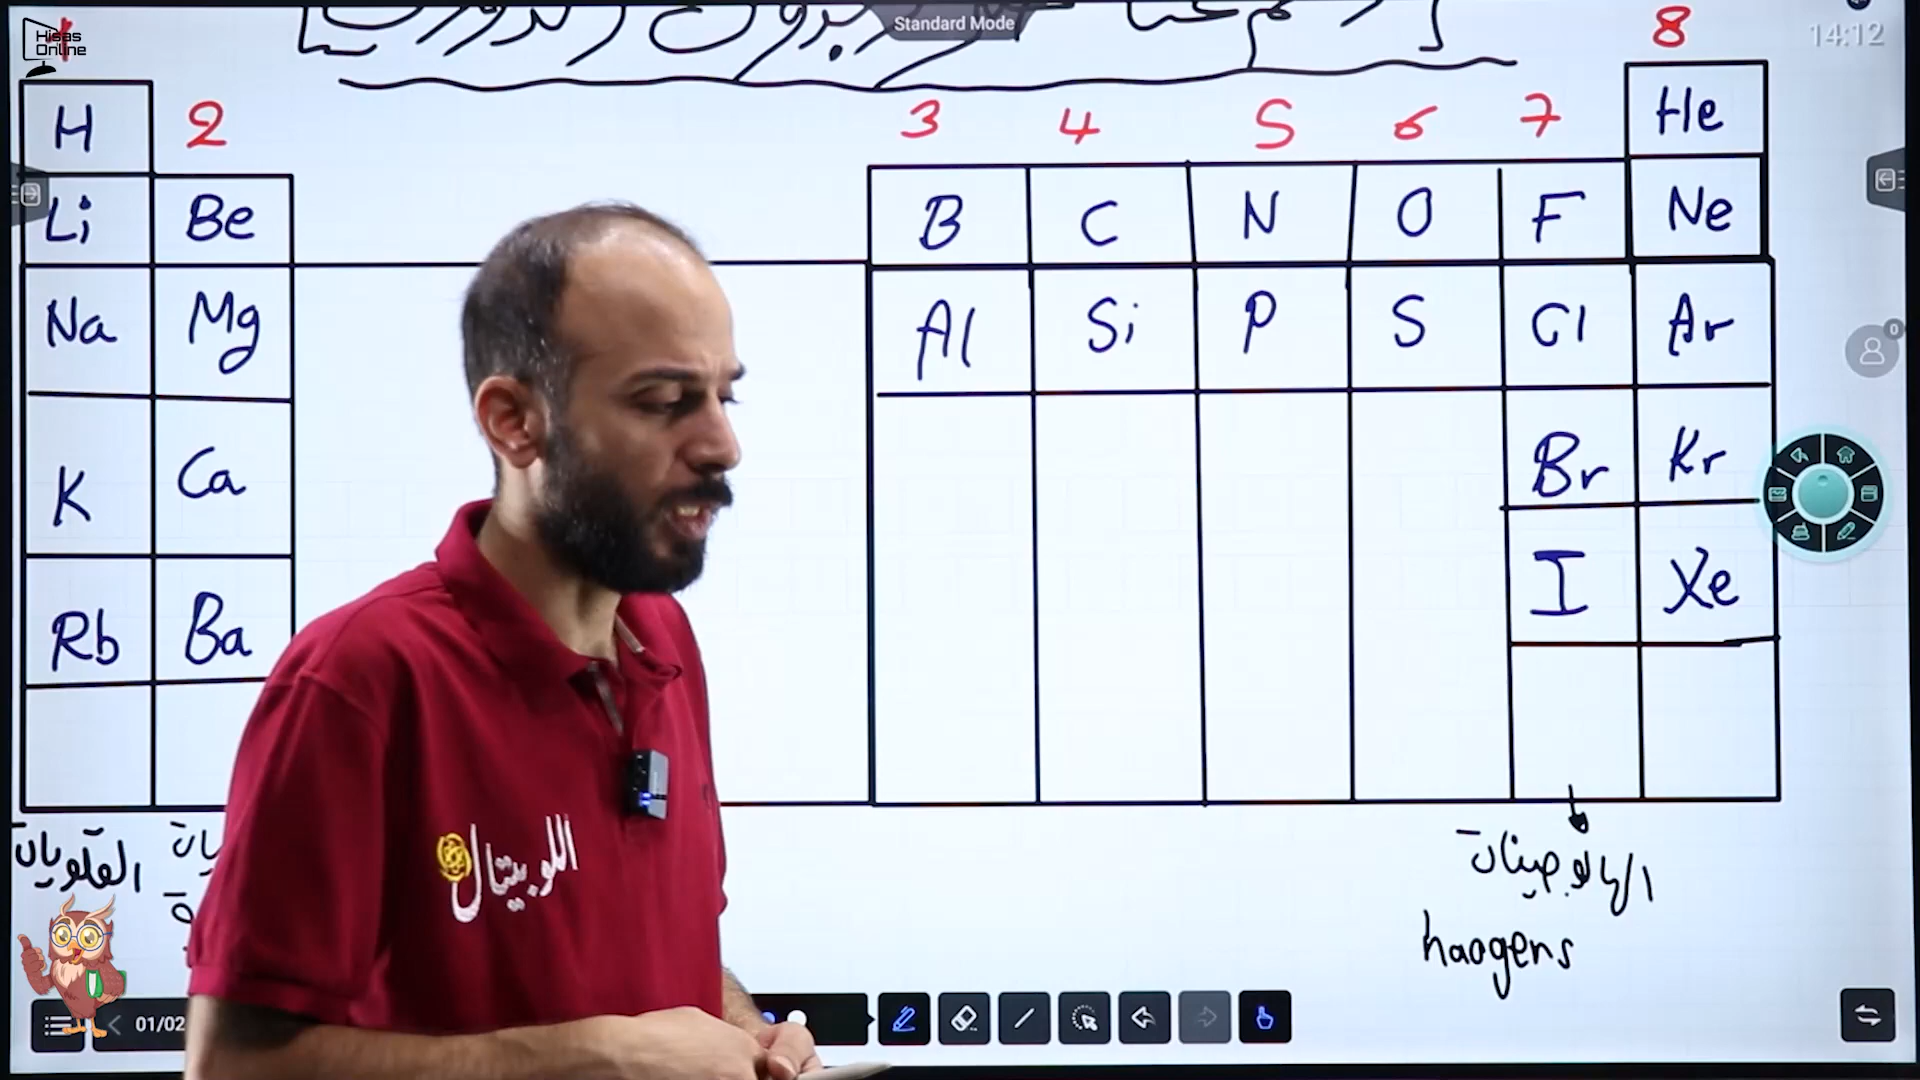 Hisas
Online
Standard Mode
14:12
8
H 2 3 4 5 6 7 He
Li Be B C N O F Ne
Na Mg Al Si P S Cl Ar
0
K Ca Br Kr
Rb Ba I Xe
القلويات
الهالوجينات
haogens
اللوبيتال
01/02